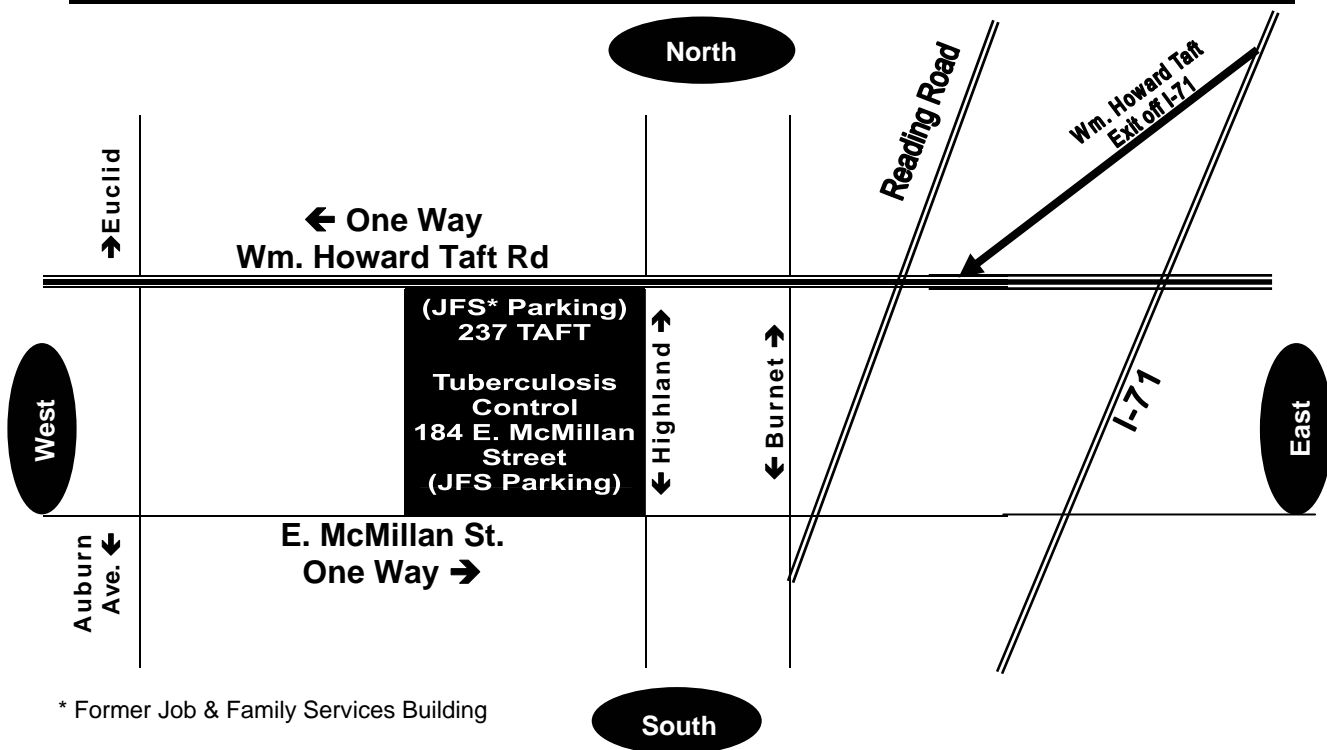 North
Reading Road
Wm. Howard Taft
Exit off I-71
→Euclid
← One Way
Wm. Howard Taft Rd
(JFS* Parking)
237 TAFT
Tuberculosis
Control
184 E. McMillan
Street
(JFS Parking)
← Highland →
← Burnet →
I-71
West
East
E. McMillan St.
One Way →
Auburn
Ave. ←
* Former Job & Family Services Building
South